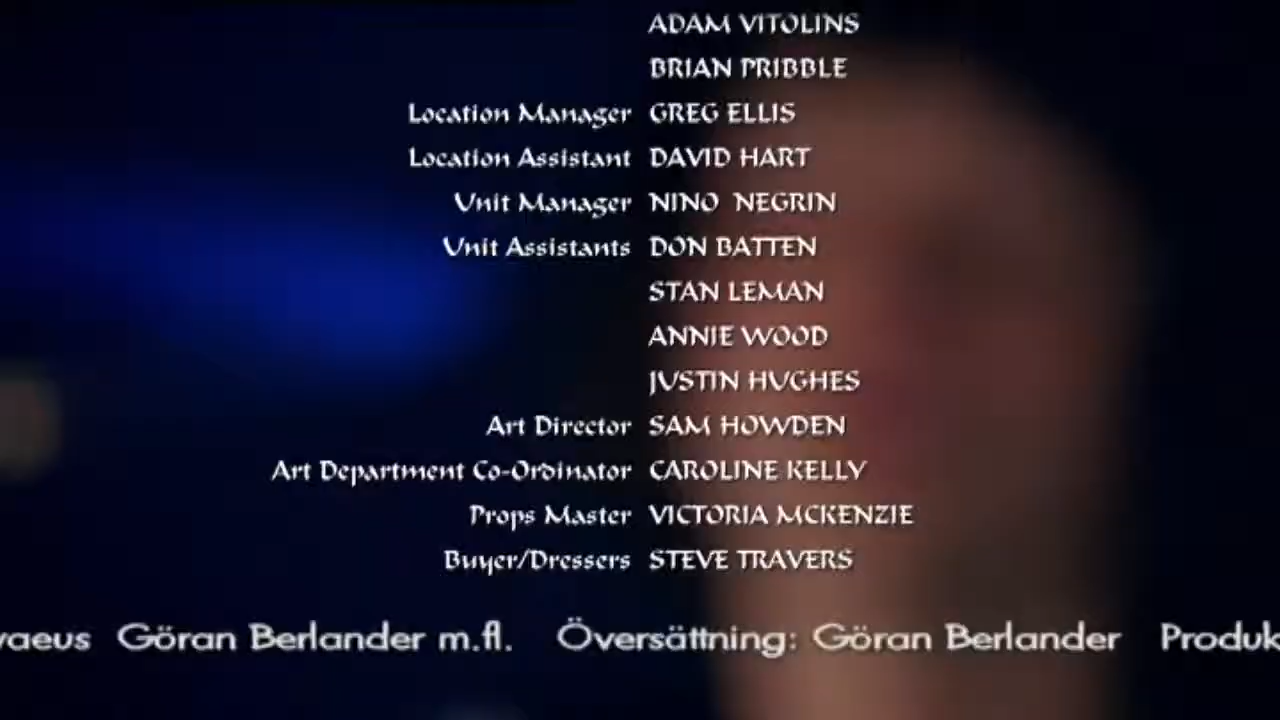 ADAM VITOLINS
BRIAN PRIBBLE
Location Manager GREG ELLIS
Location Assistant DAVID HART
Unit Manager NINO NEGRIN
Unit Assistants DON BATTEN
STAN LEMAN
ANNIE WOOD
JUSTIN HUGHES
Art Director SAM HOWDEN
Art Department Co-Ordinator CAROLINE KELLY
Props Master VICTORIA MCKENZIE
Buyer/Dressers STEVE TRAVERS
vaeus Göran Berlander m.fl. Översättning: Göran Berlander Produk